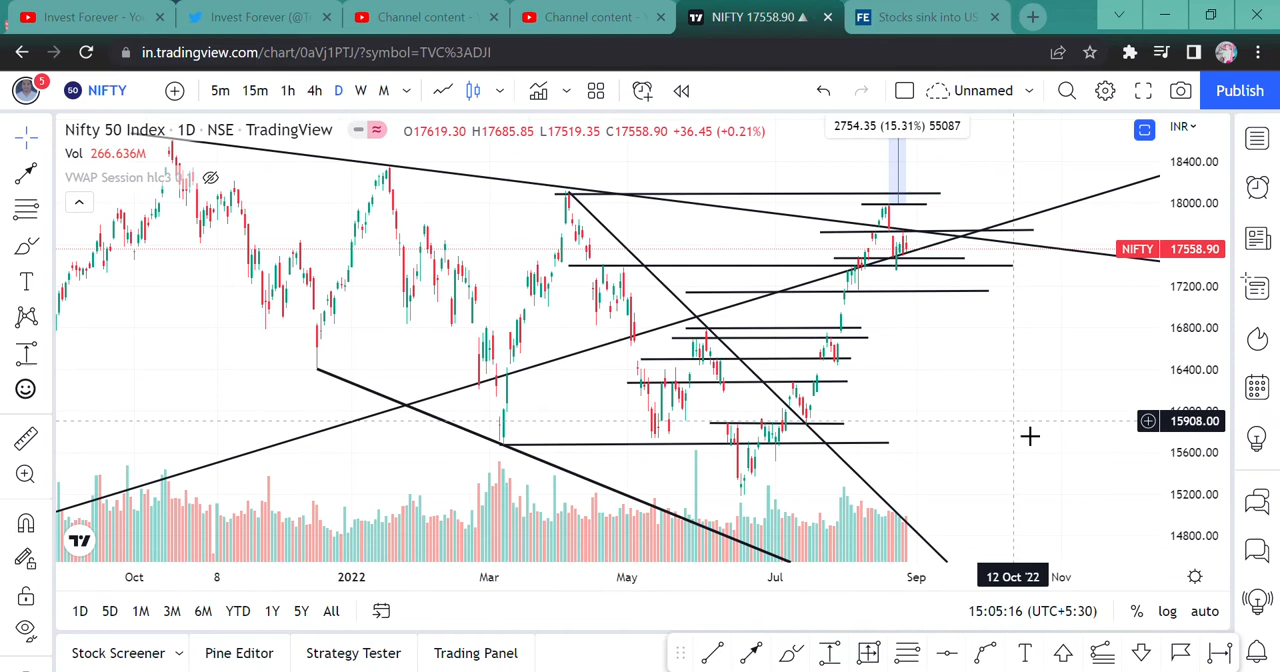 Invest Forever - Yo
Invest Forever (@T
Channel content -
Channel content -
NIFTY 17558.90 ▲
FE Stocks sink into US
in.tradingview.com/chart/0aVj1PTJ/?symbol=TVC%3ADJI
5
50 NIFTY
5m 15m 1h 4h D W M
Unnamed
Publish
Nifty 50 Index · 1D · NSE · TradingView
O17619.30 H17685.85 L17519.35 C17558.90 +36.45 (+0.21%)
2754.35 (15.31%) 55087
INR
Vol 266.636M
VWAP Session hlc3
18400.00
18000.00
NIFTY 17558.90
17200.00
16800.00
16400.00
16000.00
15908.00
15600.00
15200.00
14800.00
Oct 8 2022 Mar May Jul Sep 12 Oct '22 Nov
1D 5D 1M 3M 6M YTD 1Y 5Y All
15:05:16 (UTC+5:30) % log auto
Stock Screener Pine Editor Strategy Tester Trading Panel